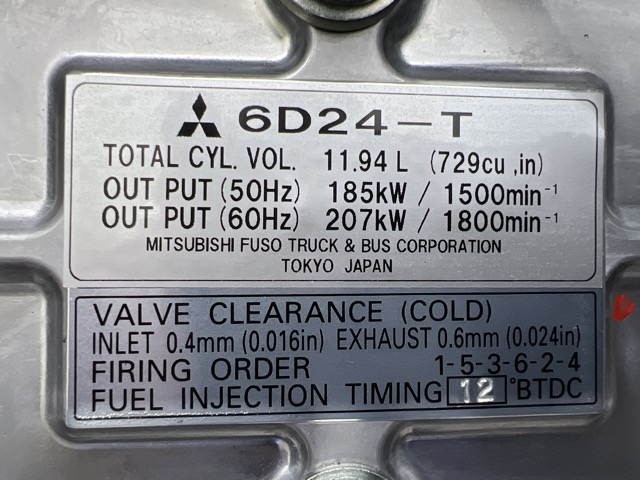 6D24-T
TOTAL CYL. VOL. 11.94 L (729cu,in)
OUT PUT (50Hz) 185kW / 1500min⁻¹
OUT PUT (60Hz) 207kW / 1800min⁻¹
MITSUBISHI FUSO TRUCK & BUS CORPORATION
TOKYO JAPAN
VALVE CLEARANCE (COLD)
INLET 0.4mm (0.016in) EXHAUST 0.6mm (0.024in)
FIRING ORDER 1-5-3-6-2-4
FUEL INJECTION TIMING 12 °BTDC